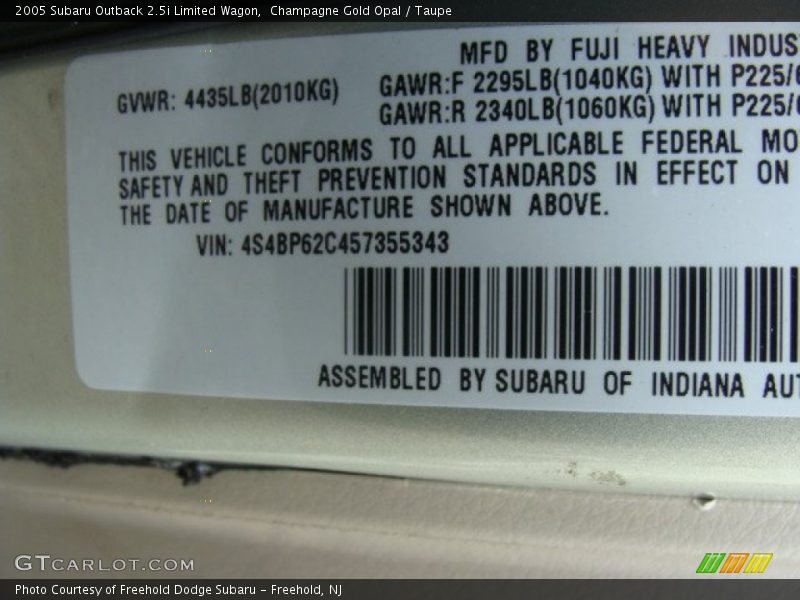 2005 Subaru Outback 2.5i Limited Wagon, Champagne Gold Opal / Taupe
MFD BY FUJI HEAVY INDUS
GVWR: 4435LB(2010KG) GAWR:F 2295LB(1040KG) WITH P225/
GAWR:R 2340LB(1060KG) WITH P225/
THIS VEHICLE CONFORMS TO ALL APPLICABLE FEDERAL MO
SAFETY AND THEFT PREVENTION STANDARDS IN EFFECT ON
THE DATE OF MANUFACTURE SHOWN ABOVE.
VIN: 4S4BP62C457355343
ASSEMBLED BY SUBARU OF INDIANA AUT
GTCARLOT.COM
Photo Courtesy of Freehold Dodge Subaru - Freehold, NJ